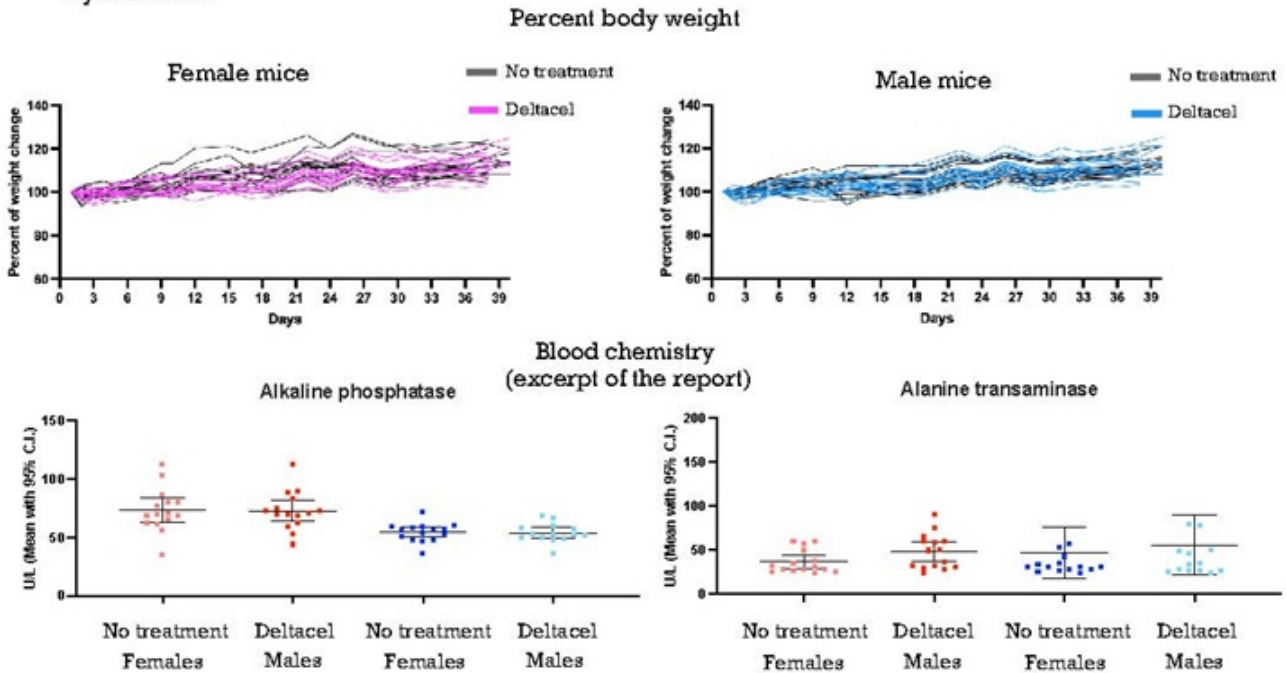 Percent body weight
Female mice
No treatment
Deltacel
Percent of weight change
140
120
100
80
60
0 3 6 9 12 15 18 21 24 27 30 33 36 39
Days
Male mice
No treatment
Deltacel
Percent of weight change
140
120
100
80
60
0 3 6 9 12 15 18 21 24 27 30 33 36 39
Days
Blood chemistry
(excerpt of the report)
Alkaline phosphatase
U/L (Mean with 95% C.I.)
150
100
50
0
No treatment Deltacel No treatment Deltacel
Females Males Females Males
Alanine transaminase
U/L (Mean with 95% C.I.)
200
150
100
50
0
No treatment Deltacel No treatment Deltacel
Females Males Females Males